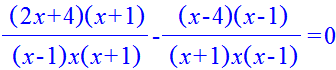 (2x+4)(x+1)/((x-1)x(x+1)) - (x-4)(x-1)/((x+1)x(x-1)) = 0